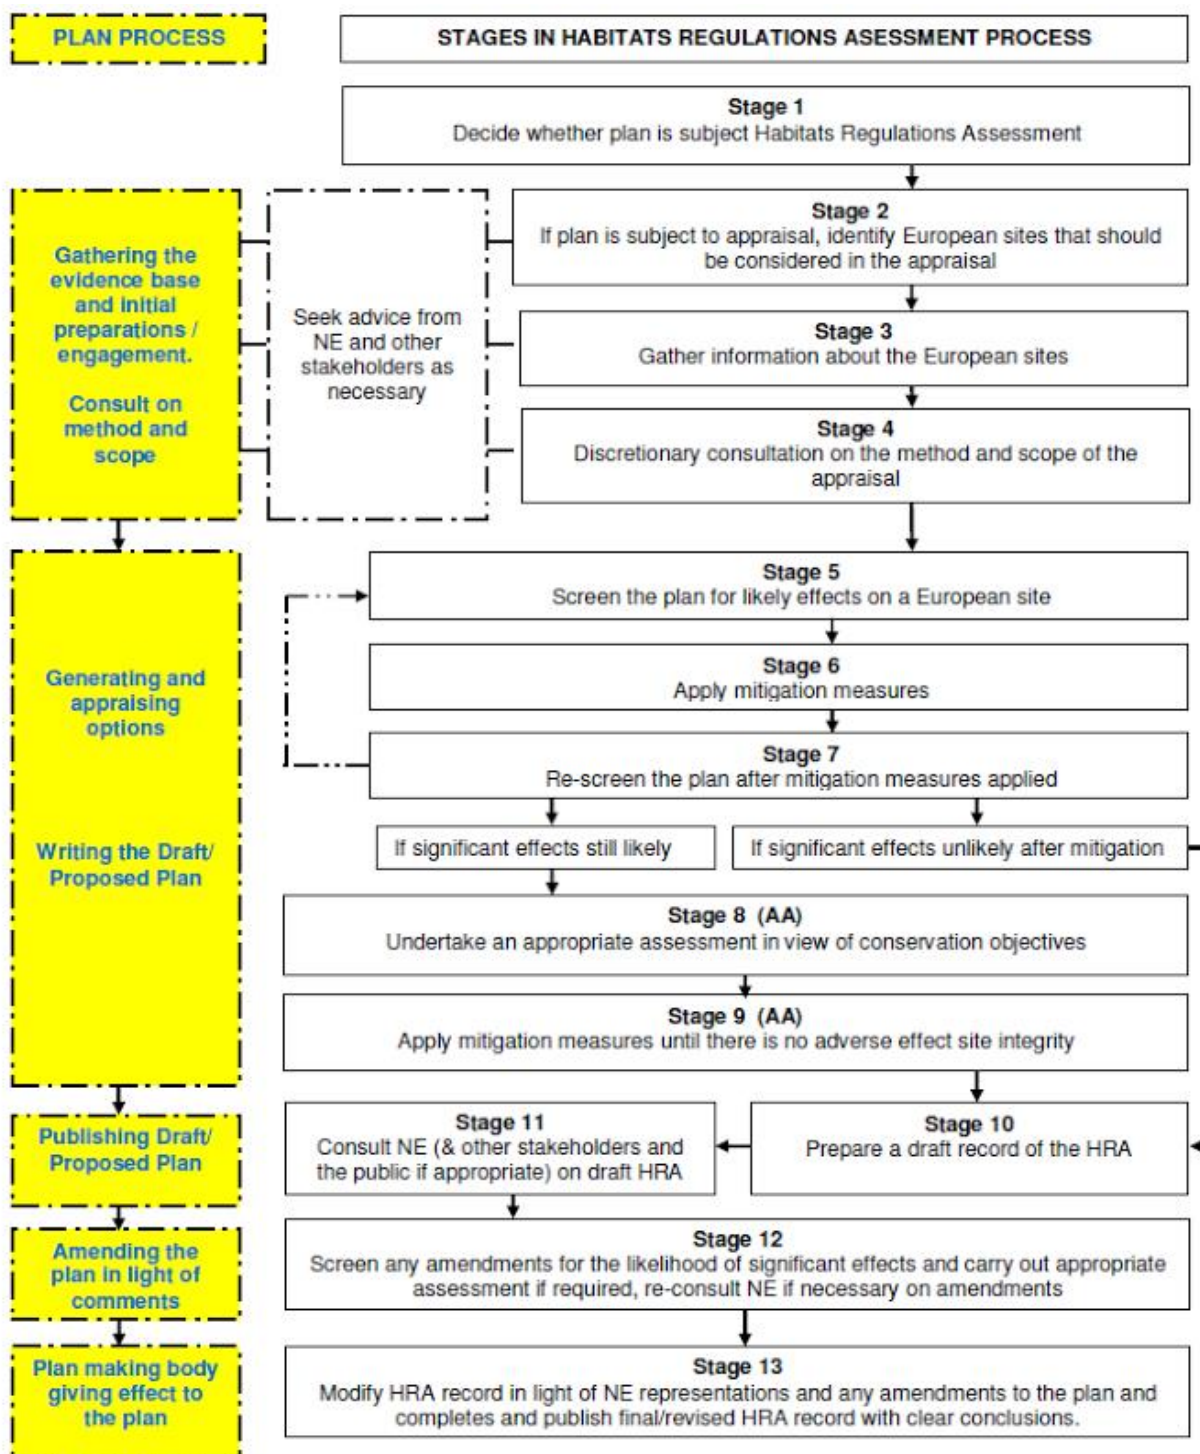 PLAN PROCESS
STAGES IN HABITATS REGULATIONS ASESSMENT PROCESS
Stage 1
Decide whether plan is subject Habitats Regulations Assessment
Gathering the
evidence base
and initial
preparations /
engagement.
Consult on
method and
scope
Seek advice from
NE and other
stakeholders as
necessary
Stage 2
If plan is subject to appraisal, identify European sites that should
be considered in the appraisal
Stage 3
Gather information about the European sites
Stage 4
Discretionary consultation on the method and scope of the
appraisal
Generating and
appraising
options
Writing the Draft/
Proposed Plan
Stage 5
Screen the plan for likely effects on a European site
Stage 6
Apply mitigation measures
Stage 7
Re-screen the plan after mitigation measures applied
If significant effects still likely
If significant effects unlikely after mitigation
Stage 8 (AA)
Undertake an appropriate assessment in view of conservation objectives
Stage 9 (AA)
Apply mitigation measures until there is no adverse effect site integrity
Publishing Draft/
Proposed Plan
Stage 11
Consult NE (& other stakeholders and
the public if appropriate) on draft HRA
Stage 10
Prepare a draft record of the HRA
Amending the
plan in light of
comments
Stage 12
Screen any amendments for the likelihood of significant effects and carry out appropriate
assessment if required, re-consult NE if necessary on amendments
Plan making body
giving effect to
the plan
Stage 13
Modify HRA record in light of NE representations and any amendments to the plan and
completes and publish final/revised HRA record with clear conclusions.